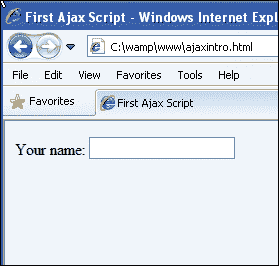 First Ajax Script - Windows Internet Expl
C:\wamp\www\ajaxintro.html
File Edit View Favorites Tools Help
Favorites First Ajax Script
Your name: